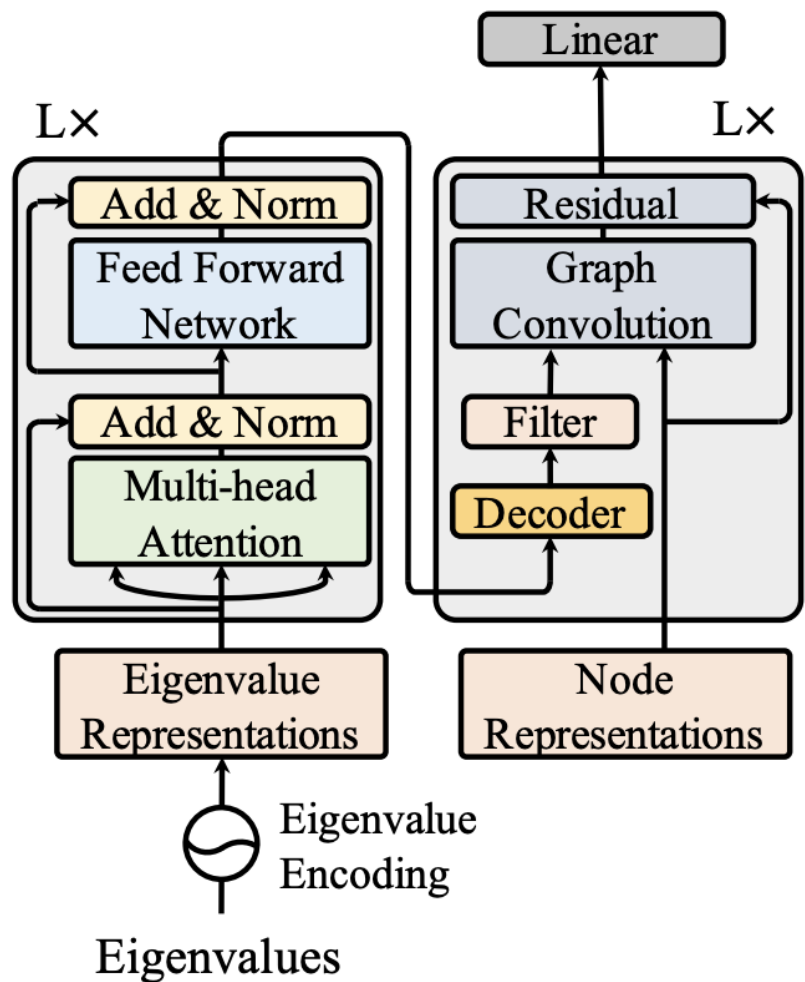 Linear
L×
L×
Add & Norm
Feed Forward
Network
Add & Norm
Multi-head
Attention
Residual
Graph
Convolution
Filter
Decoder
Eigenvalue
Representations
Node
Representations
Eigenvalue
Encoding
Eigenvalues